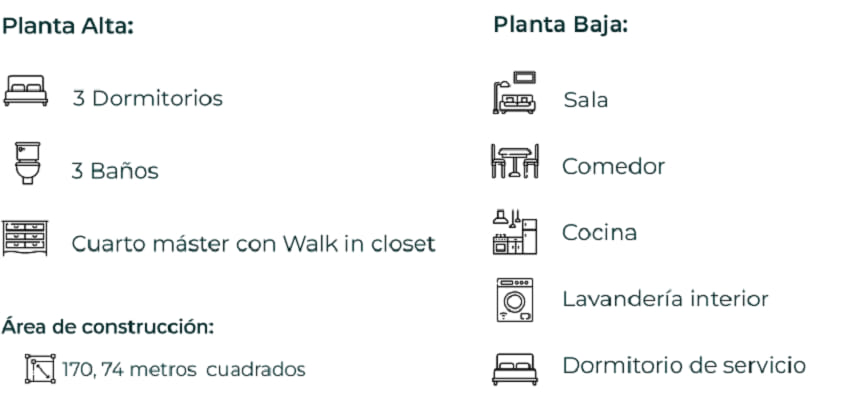 Planta Alta:
3 Dormitorios
3 Baños
Cuarto máster con Walk in closet
Área de construcción:
170, 74 metros cuadrados
Planta Baja:
Sala
Comedor
Cocina
Lavandería interior
Dormitorio de servicio